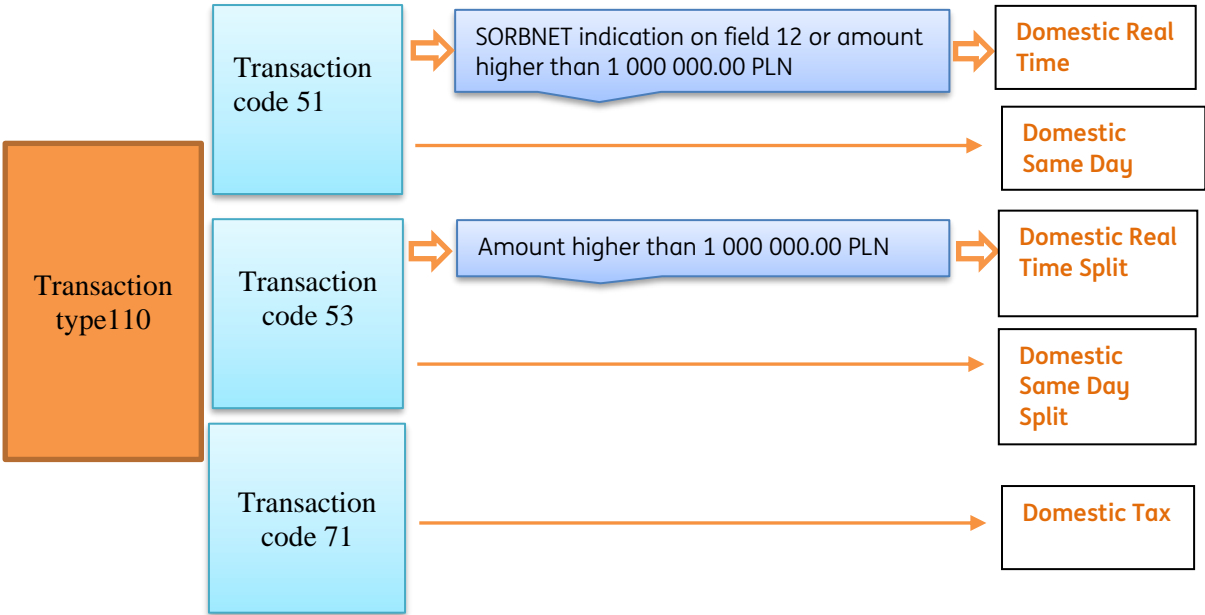 Transaction
type110
Transaction
code 51
SORBNET indication on field 12 or amount
higher than 1 000 000.00 PLN
Domestic Real
Time
Domestic
Same Day
Transaction
code 53
Amount higher than 1 000 000.00 PLN
Domestic Real
Time Split
Domestic
Same Day
Split
Transaction
code 71
Domestic Tax